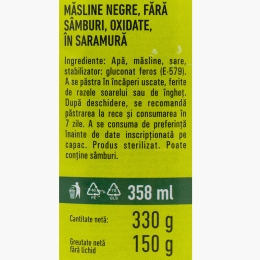 MĂSLINE NEGRE, FĂRĂ
SÂMBURI, OXIDATE,
ÎN SARAMURĂ
Ingrediente: Apă, măsline, sare,
stabilizator: gluconat feros (E-579).
A se păstra în încăperi uscate, ferite
de razele soarelui sau de îngheț.
După deschidere, se recomandă
păstrarea la rece și consumarea în
7 zile. A se consuma de preferință
înainte de data inscripționată pe
capac. Produs sterilizat. Poate
conține sâmburi.
358 ml
Cantitate netă:
330 g
Greutate netă
fără lichid
150 g